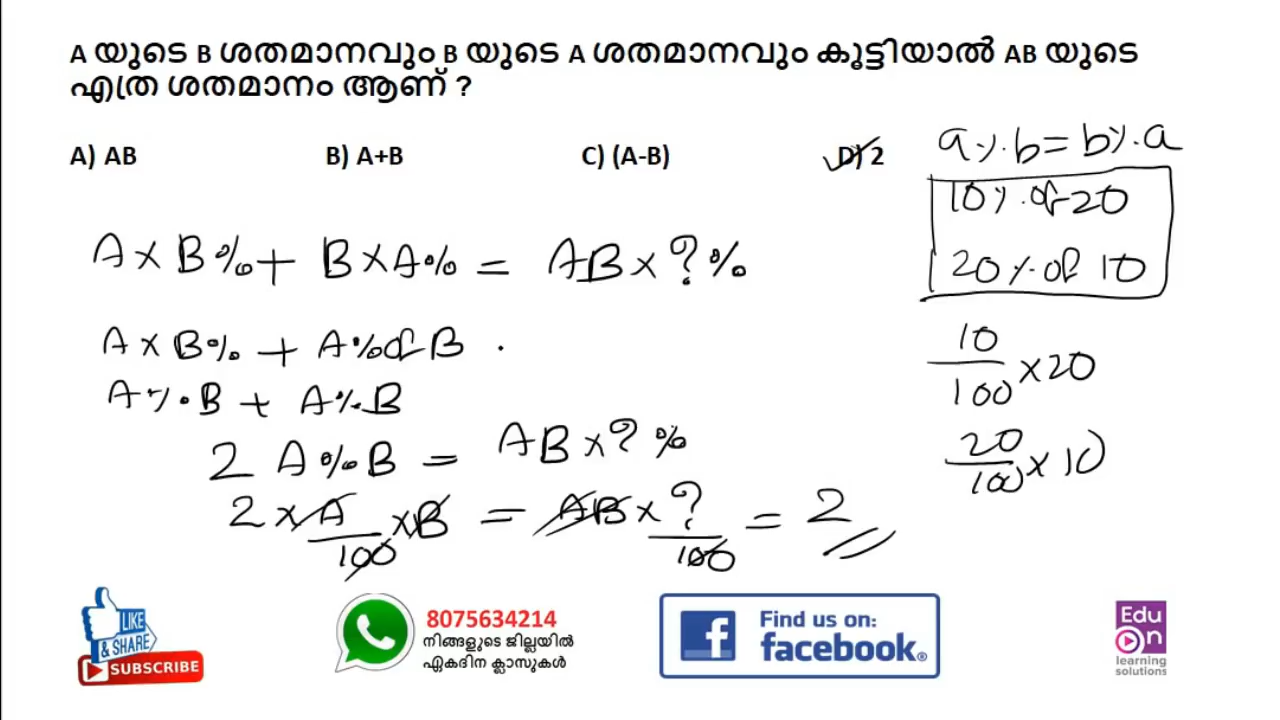 A യുടെ B ശതമാനവും B യുടെ A ശതമാനവും കൂട്ടിയാൽ AB യുടെ
എത്ര ശതമാനം ആണ് ?
A) AB B) A+B C) (A-B) D) 2
a%.b=b%.a
10%.of 20
20%.of 10
A×B%+ B×A% = AB×?%
A×B% + A%of B .
A%.B + A%.B
2 A%B = AB×?%
2×A/100×B = AB×?/100 = 2
10/100×20
20/100×10
LIKE
& SHARE
SUBSCRIBE
8075634214
നിങ്ങളുടെ ജില്ലയിൽ
ഏകദിന ക്ലാസുകൾ
Find us on:
facebook®
Edu
On
learning
solutions